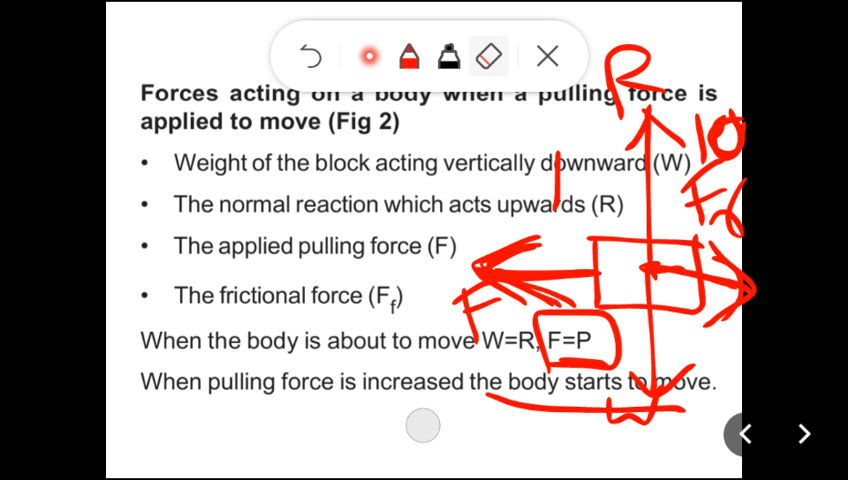 Forces acting on a body when a pulling force is
applied to move (Fig 2)
• Weight of the block acting vertically downward (W)
• The normal reaction which acts upwards (R)
• The applied pulling force (F)
• The frictional force (Ff)
When the body is about to move W=R, F=P
When pulling force is increased the body starts to move.
R
10
Ff
F
W